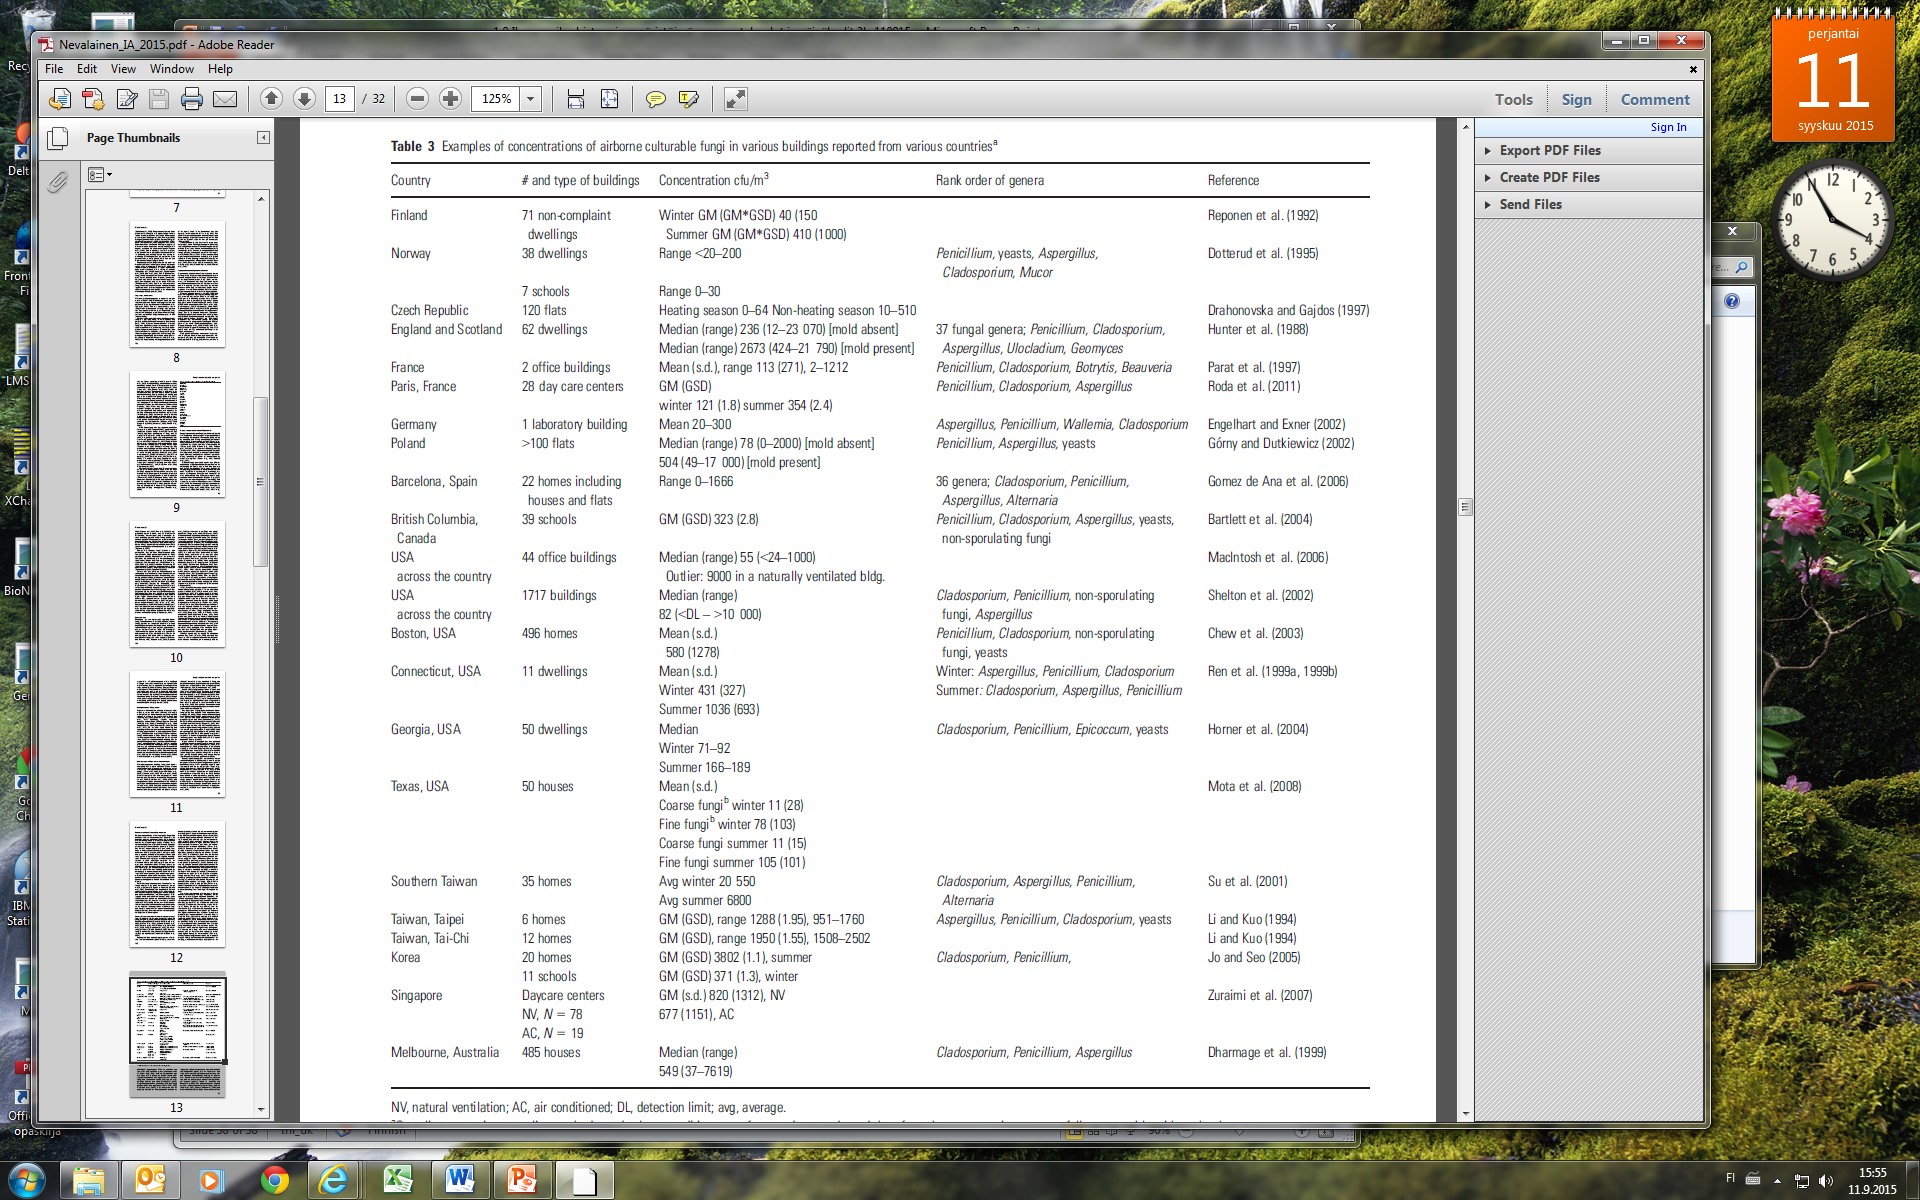 Nevalainen_IA_2015.pdf - Adobe Reader
File Edit View Window Help
13 / 32 125% Tools Sign Comment
Page Thumbnails
7
8
9
10
11
12
13
Sign In
Export PDF Files
Create PDF Files
Send Files
Table 3 Examples of concentrations of airborne culturable fungi in various buildings reported from various countriesª
Country # and type of buildings Concentration cfu/m³ Rank order of genera Reference
Finland 71 non-complaint Winter GM (GM*GSD) 40 (150 Reponen et al. (1992)
dwellings Summer GM (GM*GSD) 410 (1000)
Norway 38 dwellings Range <20–200 Penicillium, yeasts, Aspergillus, Dotterud et al. (1995)
Cladosporium, Mucor
7 schools Range 0–30
Czech Republic 120 flats Heating season 0–64 Non-heating season 10–510 Drahonovska and Gajdos (1997)
England and Scotland 62 dwellings Median (range) 236 (12–23 070) [mold absent] 37 fungal genera; Penicillium, Cladosporium, Hunter et al. (1988)
Median (range) 2673 (424–21 790) [mold present] Aspergillus, Ulocladium, Geomyces
France 2 office buildings Mean (s.d.), range 113 (271), 2–1212 Penicillium, Cladosporium, Botrytis, Beauveria Parat et al. (1997)
Paris, France 28 day care centers GM (GSD) Penicillium, Cladosporium, Aspergillus Roda et al. (2011)
winter 121 (1.8) summer 354 (2.4)
Germany 1 laboratory building Mean 20–300 Aspergillus, Penicillium, Wallemia, Cladosporium Engelhart and Exner (2002)
Poland >100 flats Median (range) 78 (0–2000) [mold absent] Penicillium, Aspergillus, yeasts Górny and Dutkiewicz (2002)
504 (49–17 000) [mold present]
Barcelona, Spain 22 homes including Range 0–1666 36 genera; Cladosporium, Penicillium, Gomez de Ana et al. (2006)
houses and flats Aspergillus, Alternaria
British Columbia, 39 schools GM (GSD) 323 (2.8) Penicillium, Cladosporium, Aspergillus, yeasts, Bartlett et al. (2004)
Canada non-sporulating fungi
USA 44 office buildings Median (range) 55 (<24–1000) MacIntosh et al. (2006)
across the country Outlier: 9000 in a naturally ventilated bldg.
USA 1717 buildings Median (range) Cladosporium, Penicillium, non-sporulating Shelton et al. (2002)
across the country 82 (<DL – >10 000) fungi, Aspergillus
Boston, USA 496 homes Mean (s.d.) Penicillium, Cladosporium, non-sporulating Chew et al. (2003)
580 (1278) fungi, yeasts
Connecticut, USA 11 dwellings Mean (s.d.) Winter: Aspergillus, Penicillium, Cladosporium Ren et al. (1999a, 1999b)
Winter 431 (327) Summer: Cladosporium, Aspergillus, Penicillium
Summer 1036 (693)
Georgia, USA 50 dwellings Median Cladosporium, Penicillium, Epicoccum, yeasts Horner et al. (2004)
Winter 71–92
Summer 166–189
Texas, USA 50 houses Mean (s.d.) Mota et al. (2008)
Coarse fungiᵇ winter 11 (28)
Fine fungiᵇ winter 78 (103)
Coarse fungi summer 11 (15)
Fine fungi summer 105 (101)
Southern Taiwan 35 homes Avg winter 20 550 Cladosporium, Aspergillus, Penicillium, Su et al. (2001)
Avg summer 6800 Alternaria
Taiwan, Taipei 6 homes GM (GSD), range 1288 (1.95), 951–1760 Aspergillus, Penicillium, Cladosporium, yeasts Li and Kuo (1994)
Taiwan, Tai-Chi 12 homes GM (GSD), range 1950 (1.55), 1508–2502 Li and Kuo (1994)
Korea 20 homes GM (GSD) 3802 (1.1), summer Cladosporium, Penicillium, Jo and Seo (2005)
11 schools GM (GSD) 371 (1.3), winter
Singapore Daycare centers GM (s.d.) 820 (1312), NV Zuraimi et al. (2007)
NV, N = 78 677 (1151), AC
AC, N = 19
Melbourne, Australia 485 houses Median (range) Cladosporium, Penicillium, Aspergillus Dharmage et al. (1999)
549 (37–7619)
NV, natural ventilation; AC, air conditioned; DL, detection limit; avg, average.
perjantai
11
syyskuu 2015
12 1 2 3 4 5 6 7 8 9 10 11
opaskirja
FI
15:55
11.9.2015